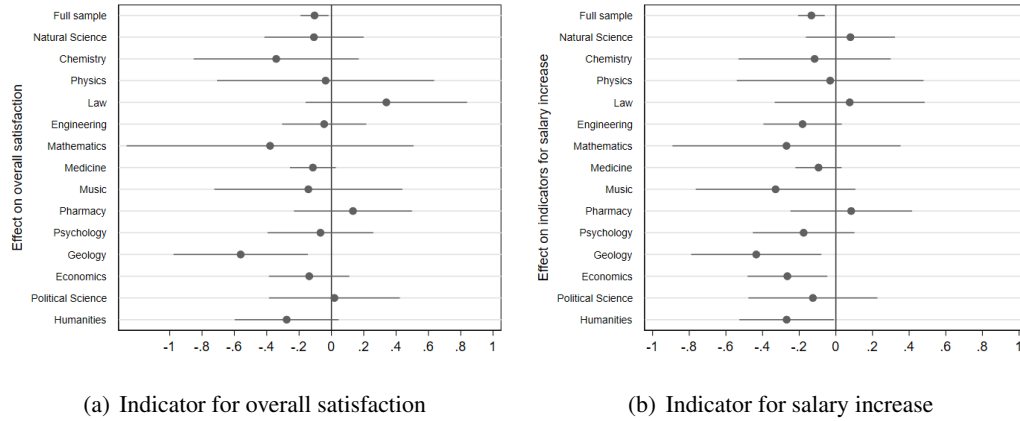 Effect on overall satisfaction
Full sample
Natural Science
Chemistry
Physics
Law
Engineering
Mathematics
Medicine
Music
Pharmacy
Psychology
Geology
Economics
Political Science
Humanities
-1 -.8 -.6 -.4 -.2 0 .2 .4 .6 .8 1
(a) Indicator for overall satisfaction
Effect on indicators for salary increase
Full sample
Natural Science
Chemistry
Physics
Law
Engineering
Mathematics
Medicine
Music
Pharmacy
Psychology
Geology
Economics
Political Science
Humanities
-1 -.8 -.6 -.4 -.2 0 .2 .4 .6 .8 1
(b) Indicator for salary increase